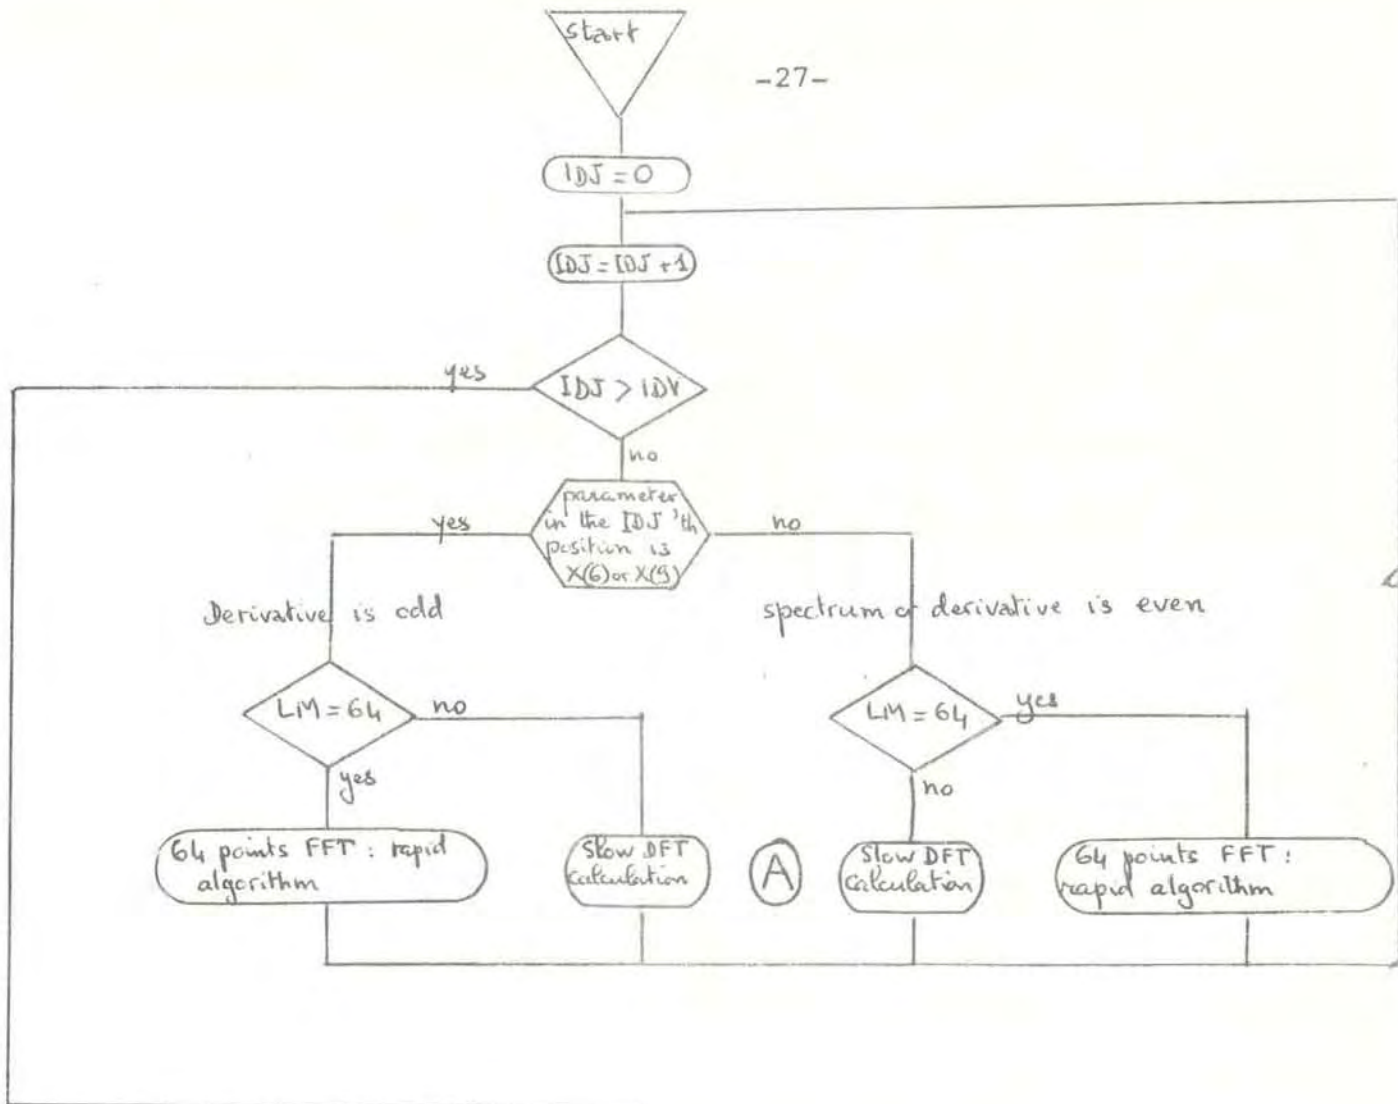 start
-27-
IDJ = 0
IDJ = IDJ + 1
yes
IDJ > IDV
no
yes
parameter
in the IDJ 'th
position is
X(6) or X(9)
no
Derivative is odd
spectrum of derivative is even
LM = 64
no
LM = 64
yes
yes
no
64 points FFT : rapid
algorithm
Slow DFT
calculation
A
Slow DFT
calculation
64 points FFT :
rapid algorithm